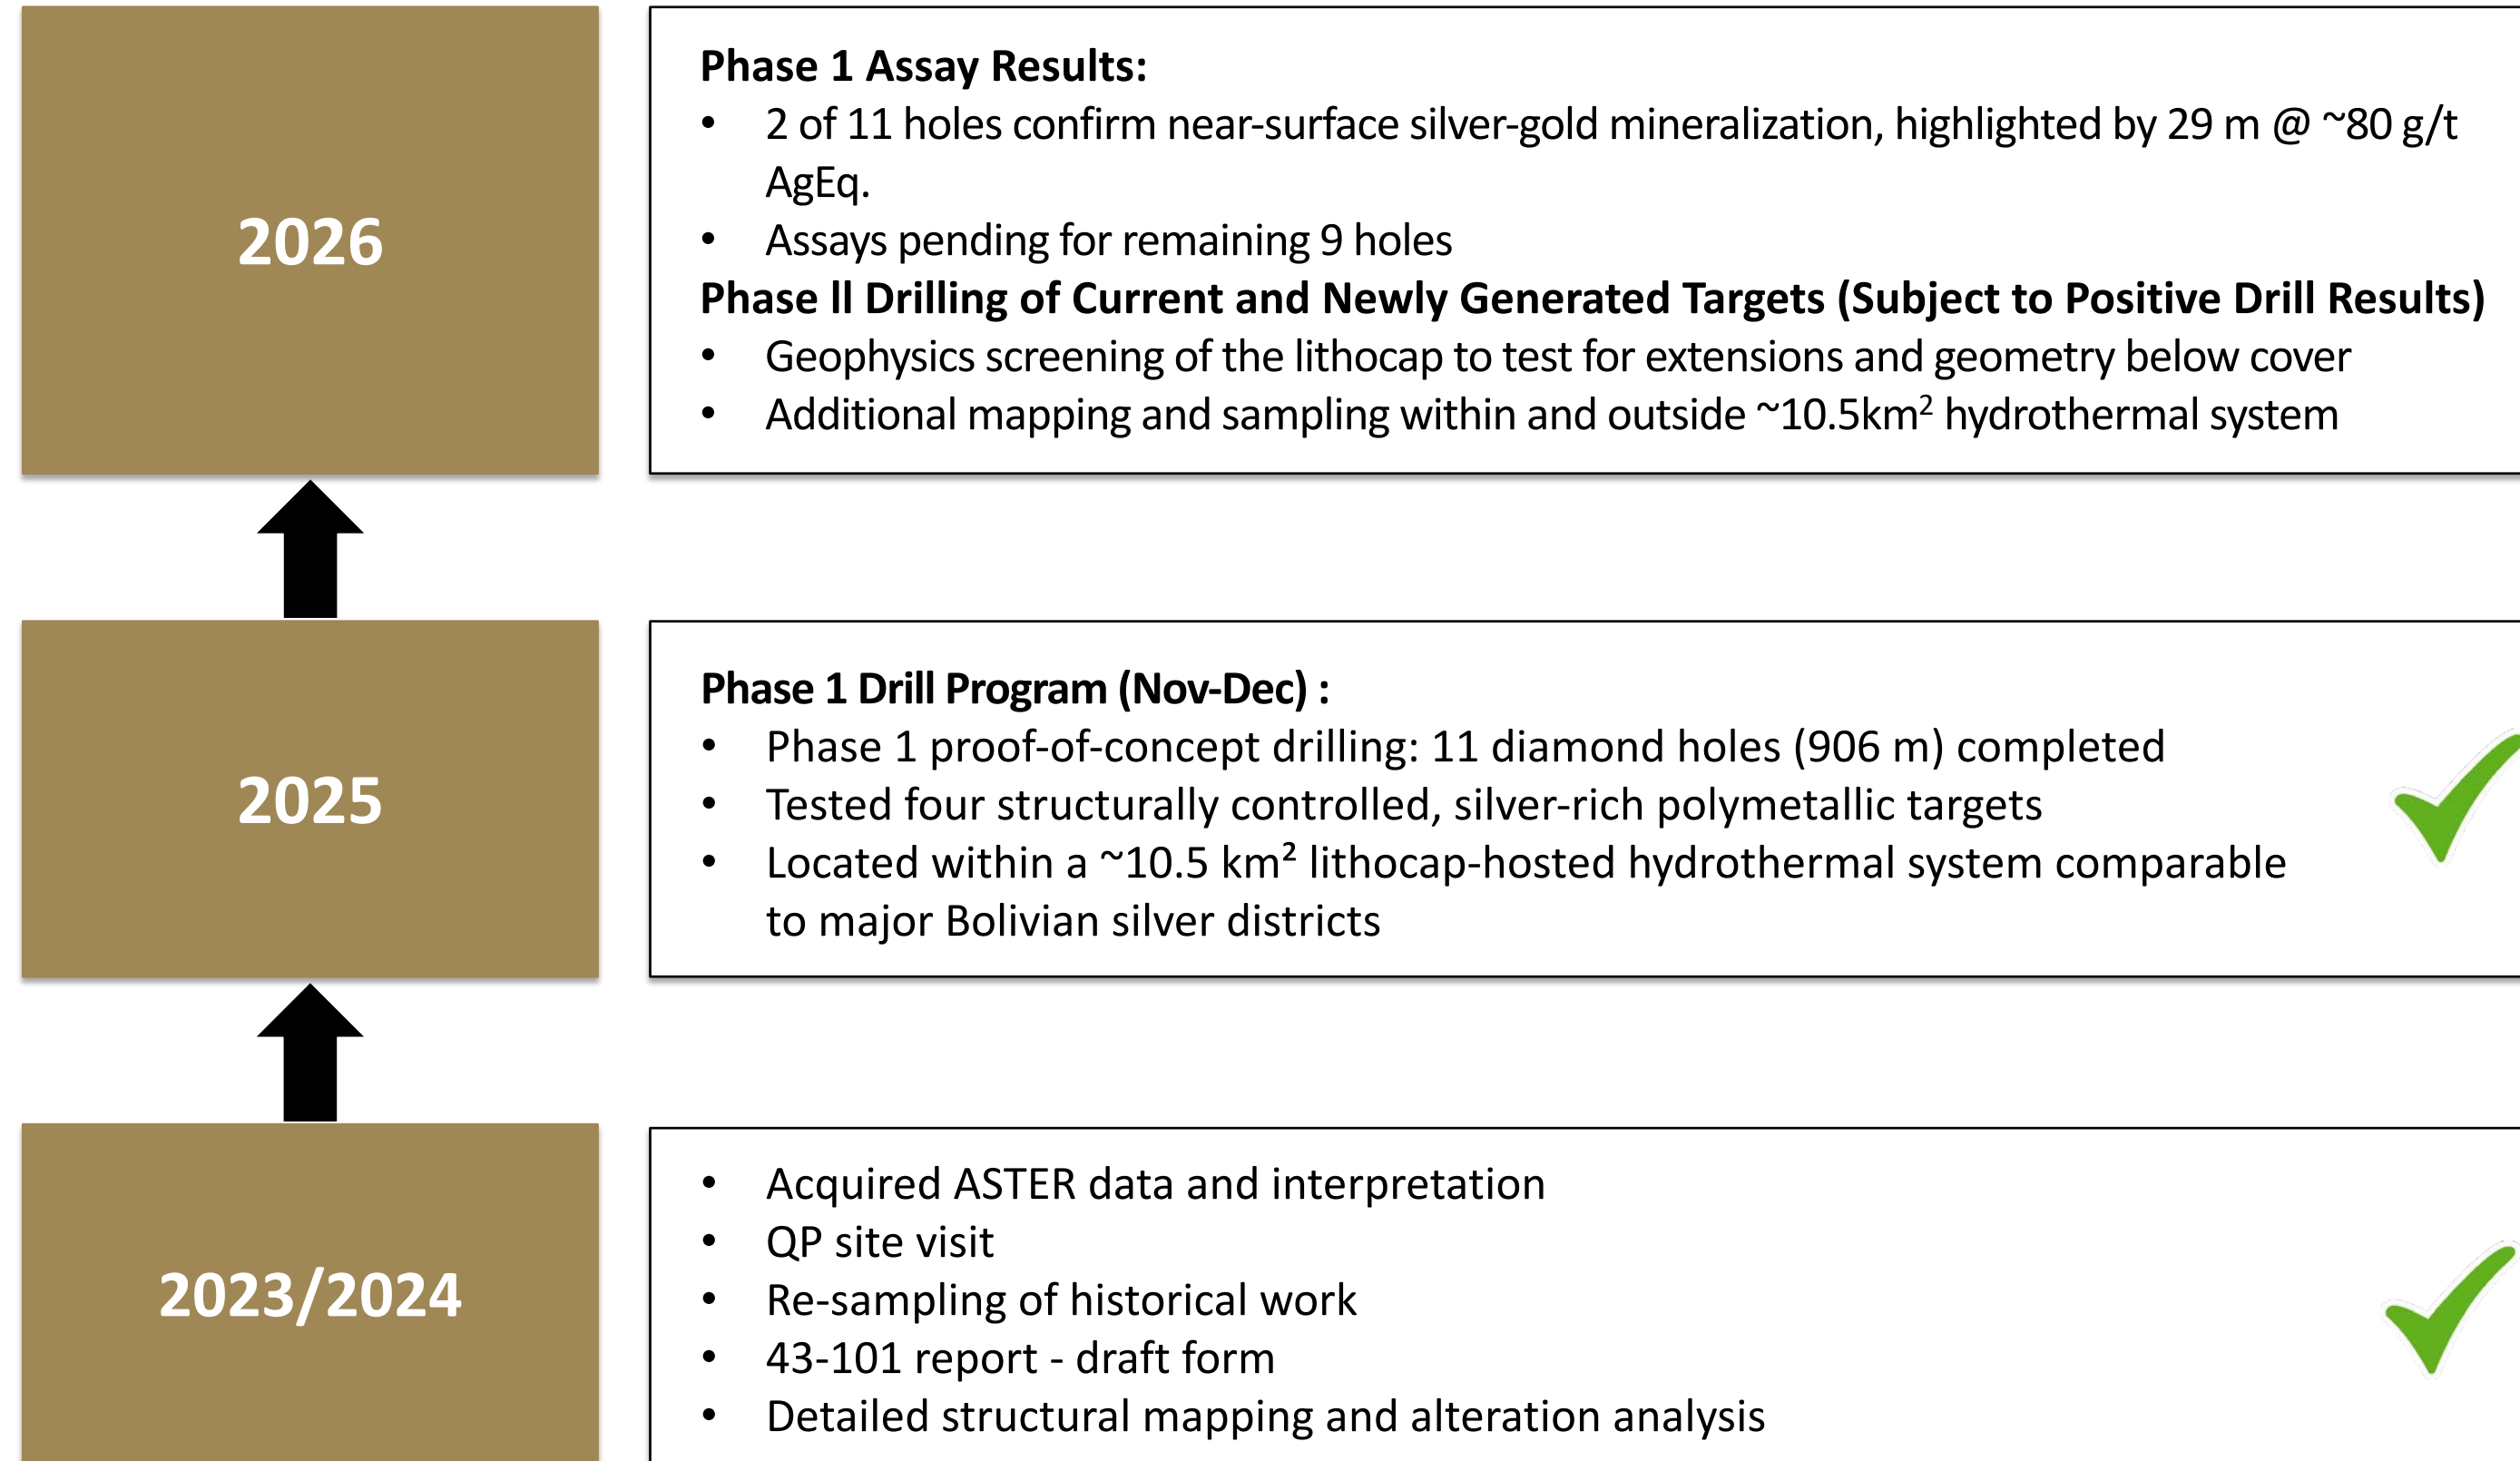 2026
Phase 1 Assay Results:
• 2 of 11 holes confirm near-surface silver-gold mineralization, highlighted by 29 m @ ~80 g/t
AgEq.
• Assays pending for remaining 9 holes
Phase ll Drilling of Current and Newly Generated Targets (Subject to Positive Drill Results)
• Geophysics screening of the lithocap to test for extensions and geometry below cover
• Additional mapping and sampling within and outside ~10.5km² hydrothermal system
2025
Phase 1 Drill Program (Nov-Dec) :
• Phase 1 proof-of-concept drilling: 11 diamond holes (906 m) completed
• Tested four structurally controlled, silver-rich polymetallic targets
• Located within a ~10.5 km² lithocap-hosted hydrothermal system comparable
to major Bolivian silver districts
2023/2024
• Acquired ASTER data and interpretation
• QP site visit
• Re-sampling of historical work
• 43-101 report - draft form
• Detailed structural mapping and alteration analysis